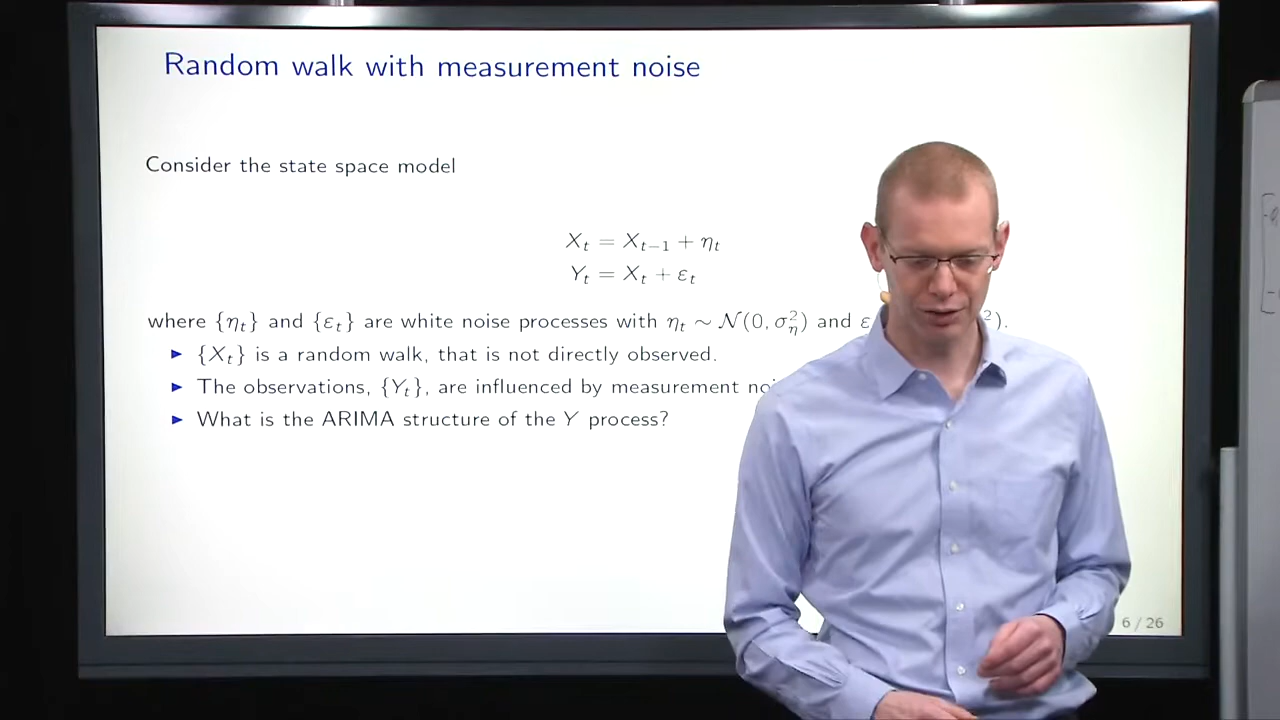 Random walk with measurement noise
Consider the state space model
X_t = X_{t−1} + η_t
Y_t = X_t + ε_t
where {η_t} and {ε_t} are white noise processes with η_t ∼ N(0, σ_η^2) and ε
2).
▶ {X_t} is a random walk, that is not directly observed.
▶ The observations, {Y_t}, are influenced by measurement
▶ What is the ARIMA structure of the Y process?
6 / 26